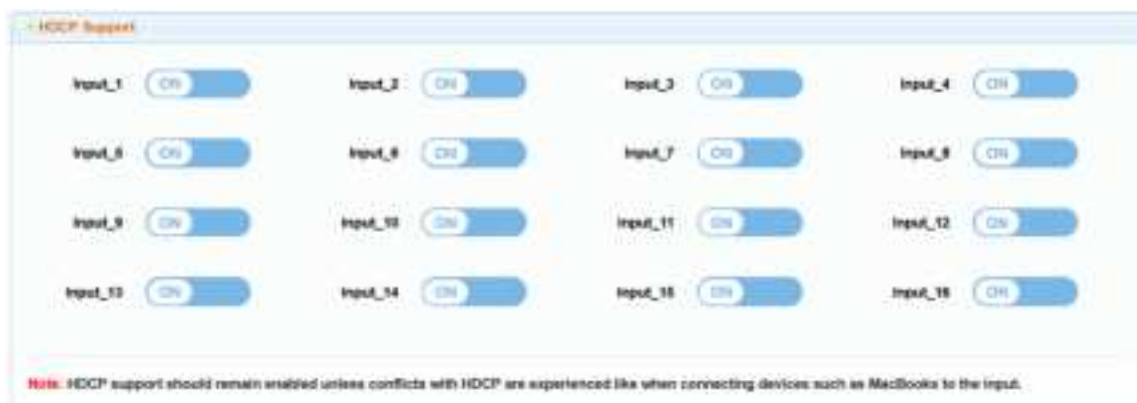 HDCP Support
Input_1 ON Input_2 ON Input_3 ON Input_4 ON
Input_5 ON Input_6 ON Input_7 ON Input_8 ON
Input_9 ON Input_10 ON Input_11 ON Input_12 ON
Input_13 ON Input_14 ON Input_15 ON Input_16 ON
Note: HDCP support should remain enabled unless conflicts with HDCP are experienced like when connecting devices such as MacBooks to the input.